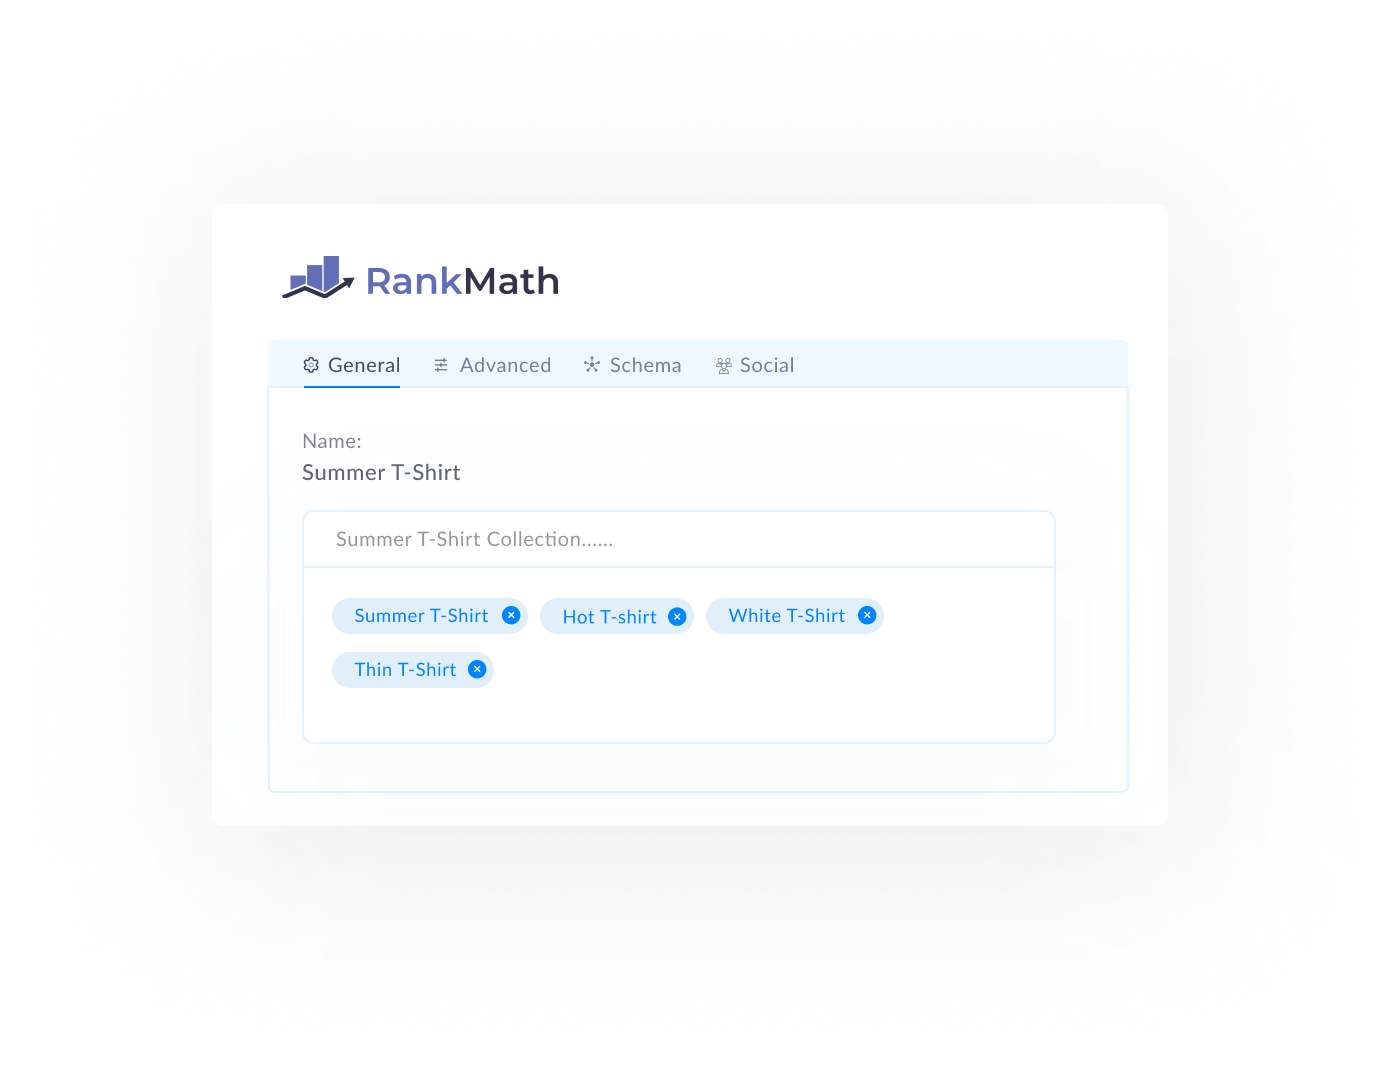 RankMath
General Advanced Schema Social
Name:
Summer T-Shirt
Summer T-Shirt Collection......
Summer T-Shirt Hot T-shirt White T-Shirt
Thin T-Shirt